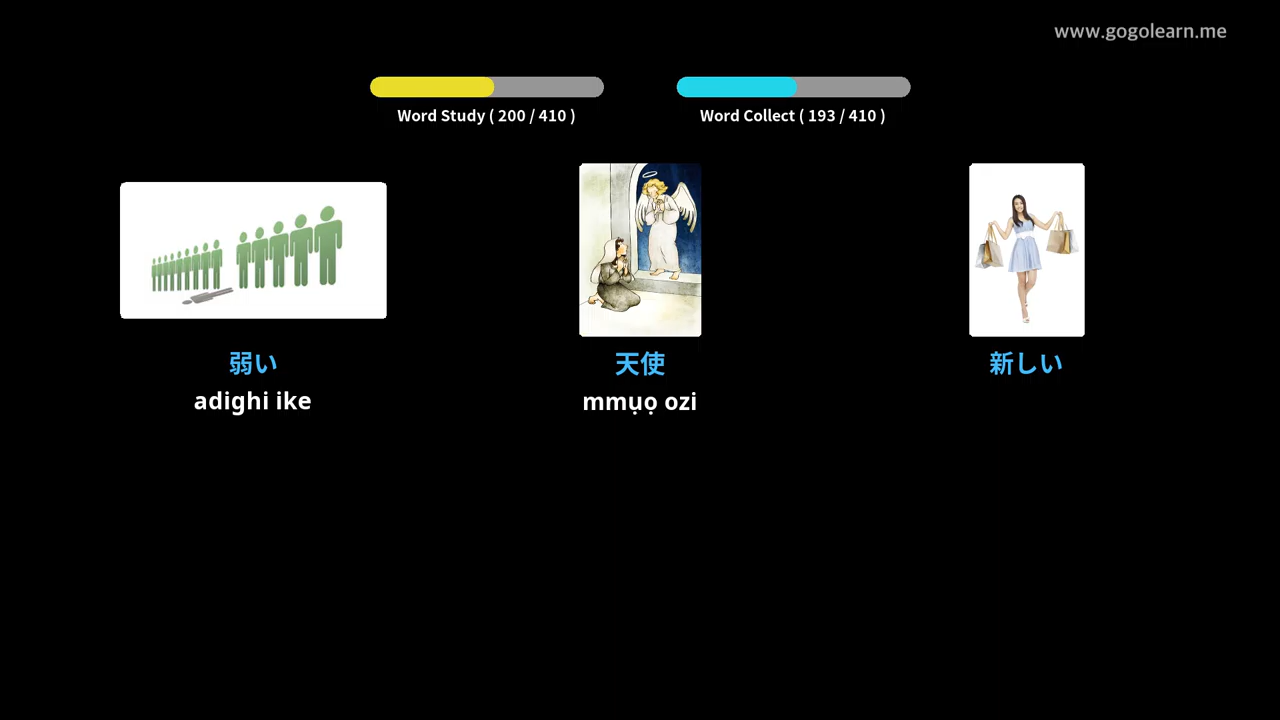 www.gogolearn.me
Word Study ( 200 / 410 )
Word Collect ( 193 / 410 )
弱い
adighi ike
天使
mmụọ ozi
新しい